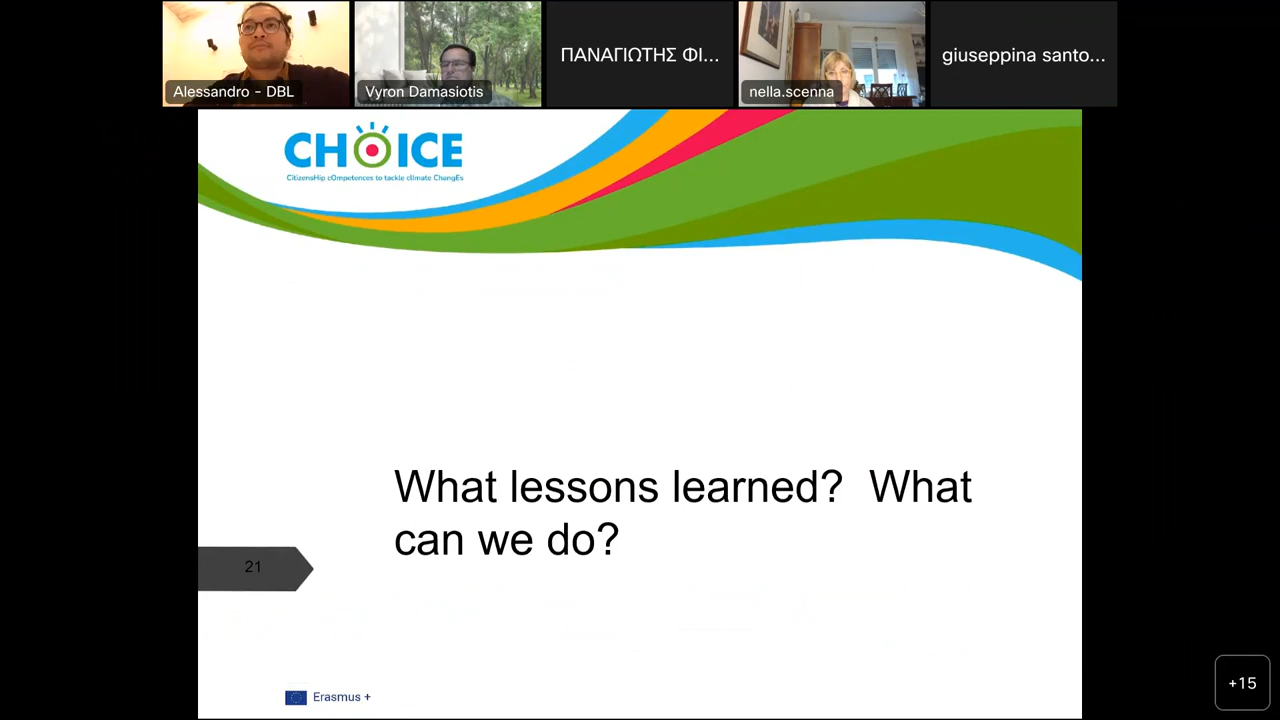 Alessandro - DBL
Vyron Damasiotis
ΠΑΝΑΓΙΩΤΗΣ ΦΙ...
nella.scenna
giuseppina santo...
CHOICE
CitizensHip cOmpetences to tackle clImate ChangEs
What lessons learned? What
can we do?
21
Erasmus +
+15